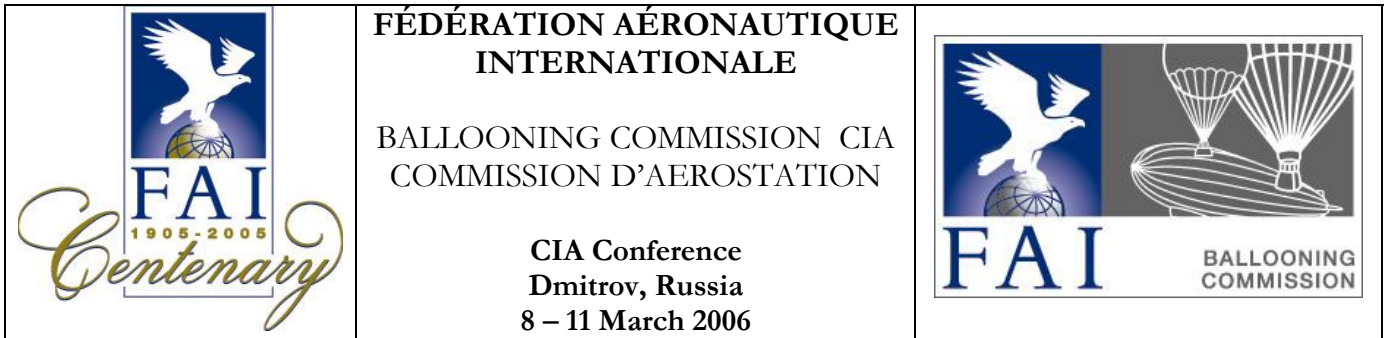 FAI
1905-2005
Centenary
FÉDÉRATION AÉRONAUTIQUE
INTERNATIONALE
BALLOONING COMMISSION CIA
COMMISSION D'AEROSTATION
CIA Conference
Dmitrov, Russia
8 – 11 March 2006
FAI
BALLOONING
COMMISSION